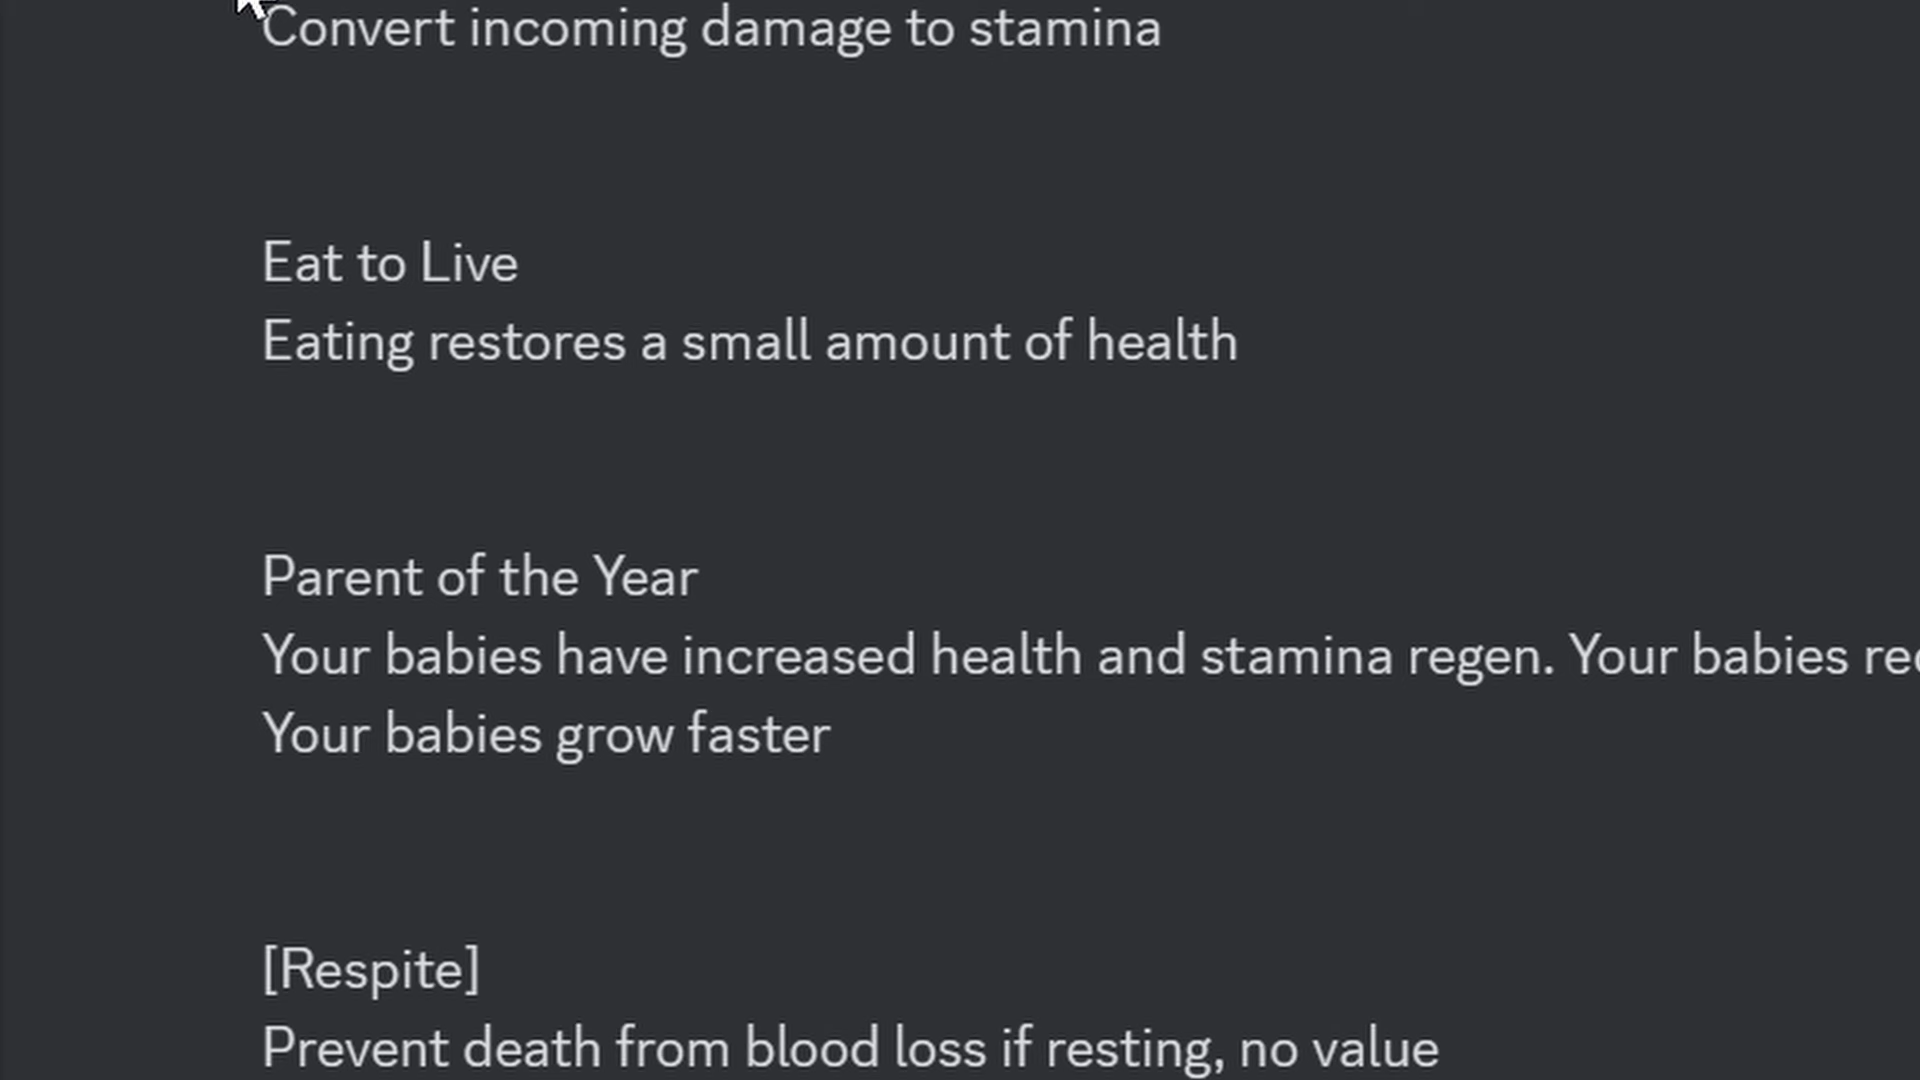 Convert incoming damage to stamina
Eat to Live
Eating restores a small amount of health
Parent of the Year
Your babies have increased health and stamina regen. Your babies
Your babies grow faster
[Respite]
Prevent death from blood loss if resting, no value